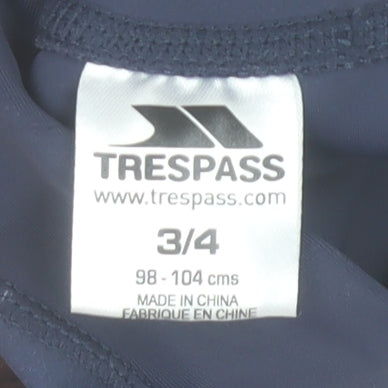 TRESPASS
www.trespass.com
3/4
98 - 104 cms
MADE IN CHINA
FABRIQUE EN CHINE